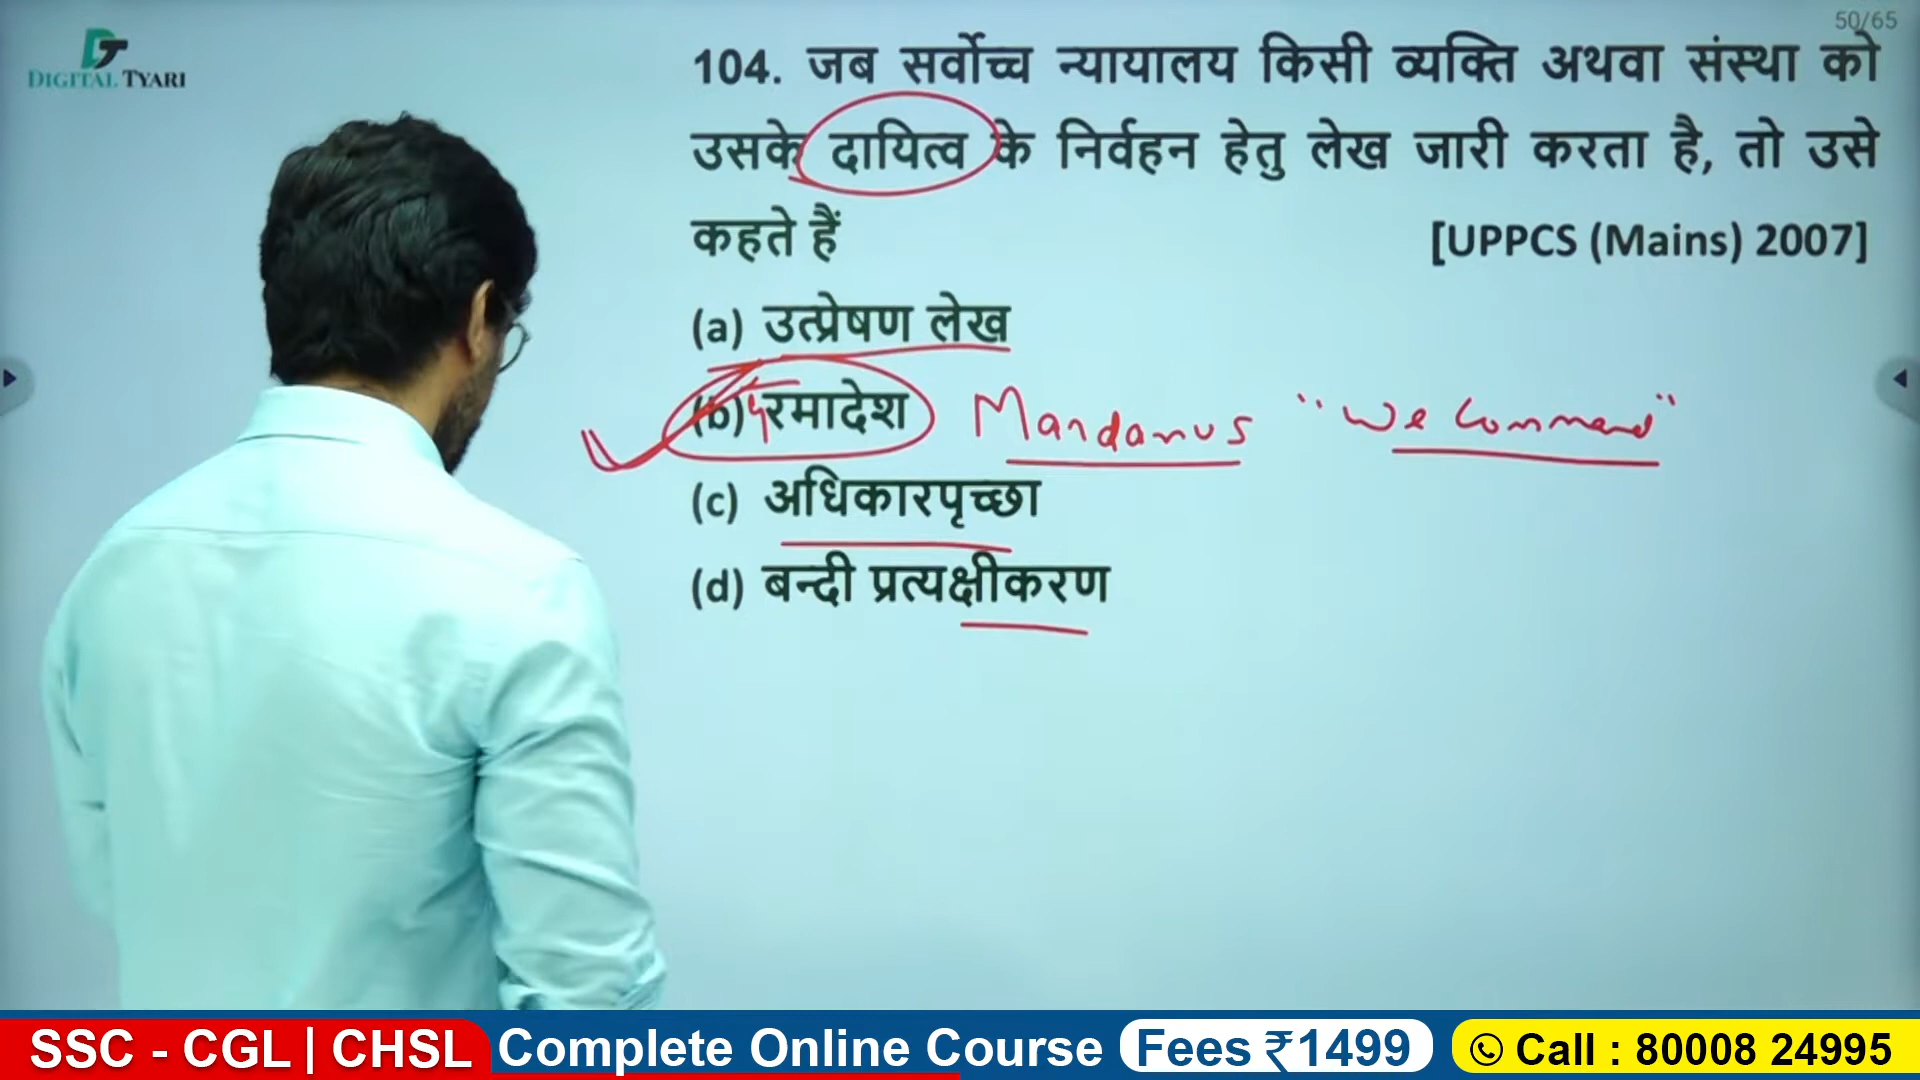 50/65
DIGITAL TYARI
104. जब सर्वोच्च न्यायालय किसी व्यक्ति अथवा संस्था को
उसके दायित्व के निर्वहन हेतु लेख जारी करता है, तो उसे
कहते हैं [UPPCS (Mains) 2007]
(a) उत्प्रेषण लेख
(b) परमादेश Mandanus "We Command"
(c) अधिकारपृच्छा
(d) बन्दी प्रत्यक्षीकरण
SSC - CGL | CHSL Complete Online Course Fees ₹1499 Call : 80008 24995